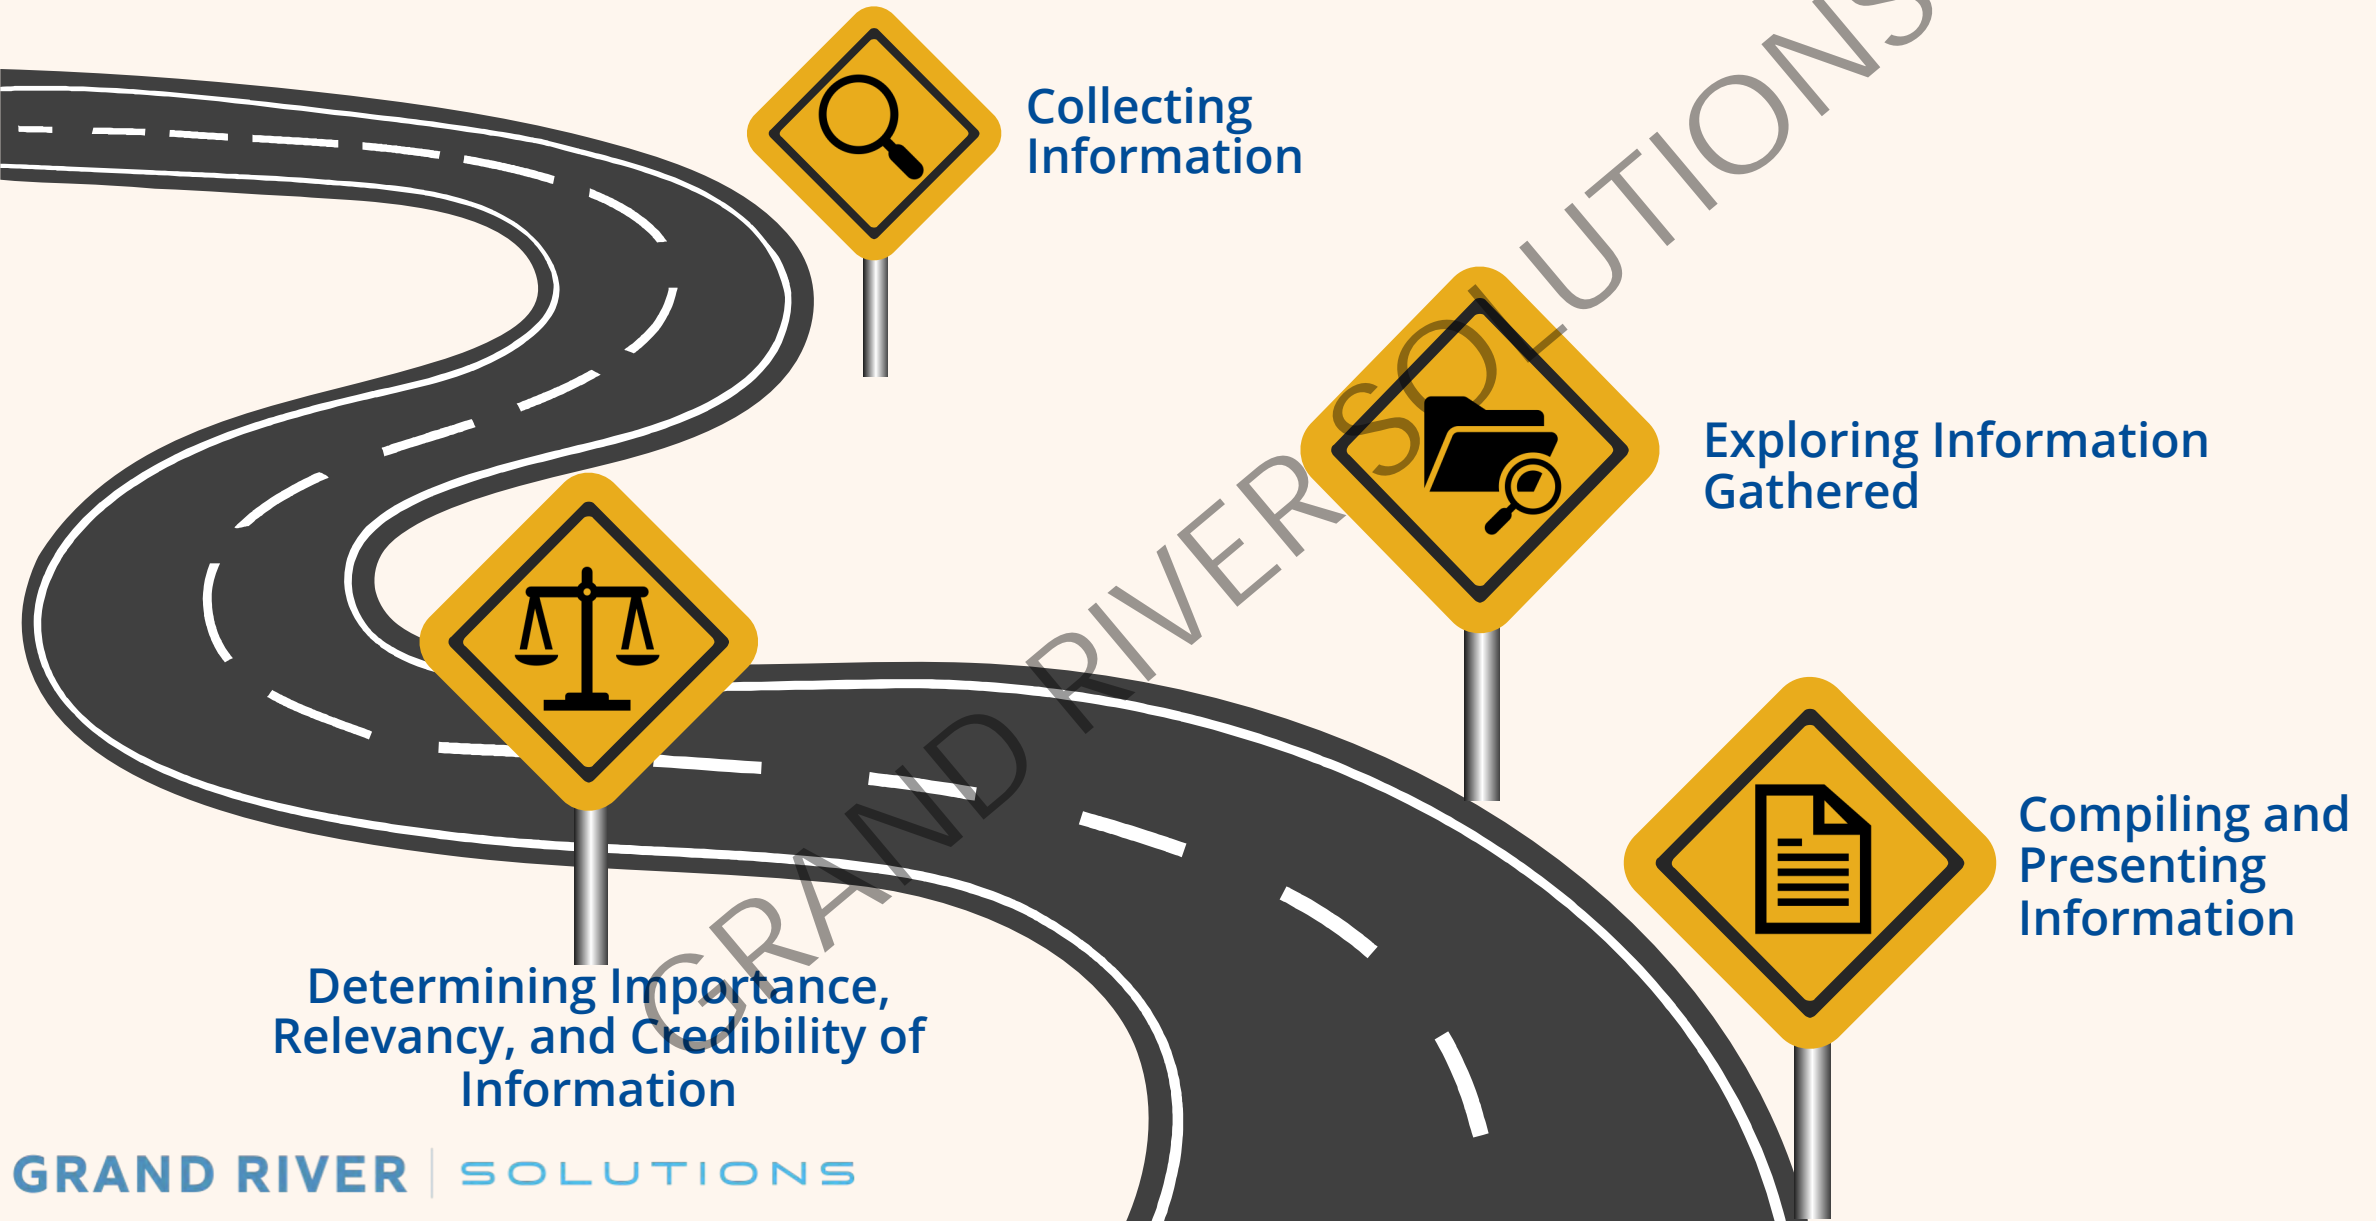 Collecting
Information
Exploring Information
Gathered
Compiling and
Presenting
Information
Determining Importance,
Relevancy, and Credibility of
Information
GRAND RIVER SOLUTIONS
GRAND RIVER | SOLUTIONS